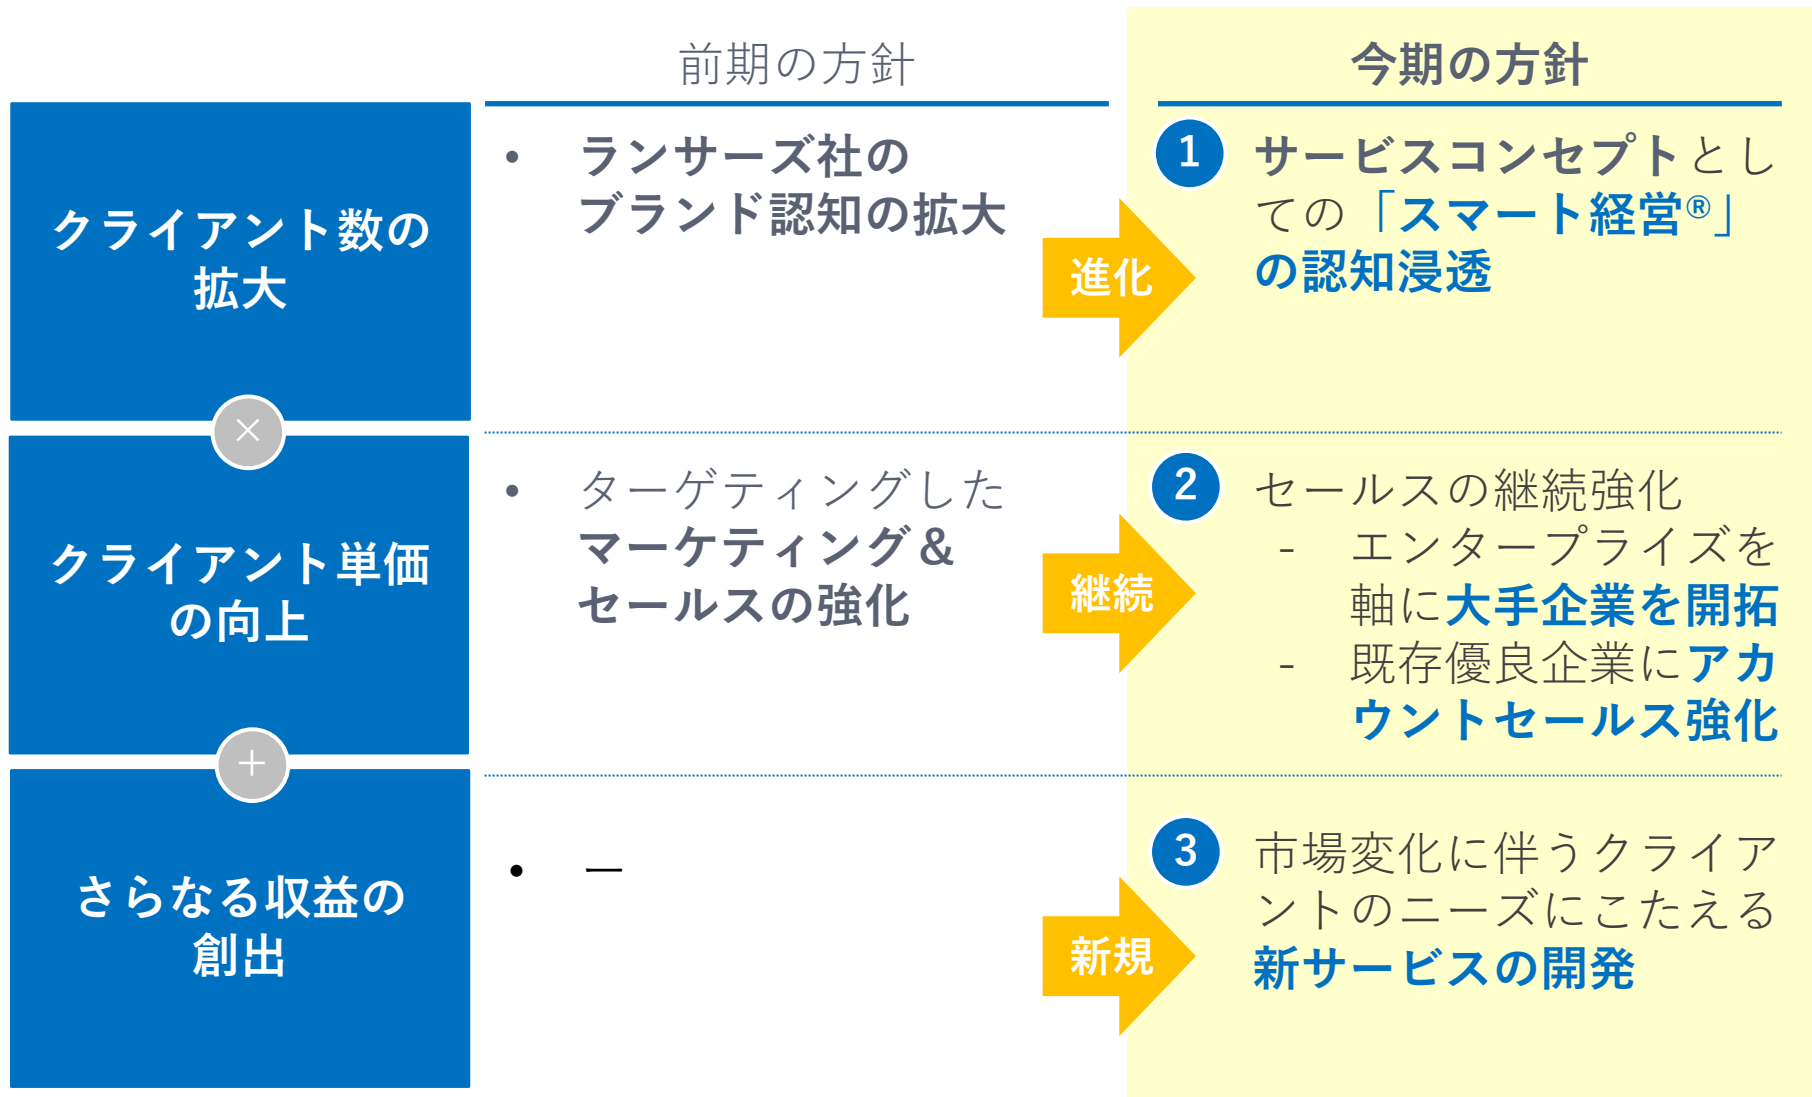 前期の方針
今期の方針
クライアント数の
拡大
• ランサーズ社の
ブランド認知の拡大
進化
1 サービスコンセプトとし
ての「スマート経営®」
の認知浸透
×
クライアント単価
の向上
• ターゲティングした
マーケティング＆
セールスの強化
継続
2 セールスの継続強化
- エンタープライズを
軸に大手企業を開拓
- 既存優良企業にアカ
ウントセールス強化
＋
さらなる収益の
創出
• ー
新規
3 市場変化に伴うクライア
ントのニーズにこたえる
新サービスの開発